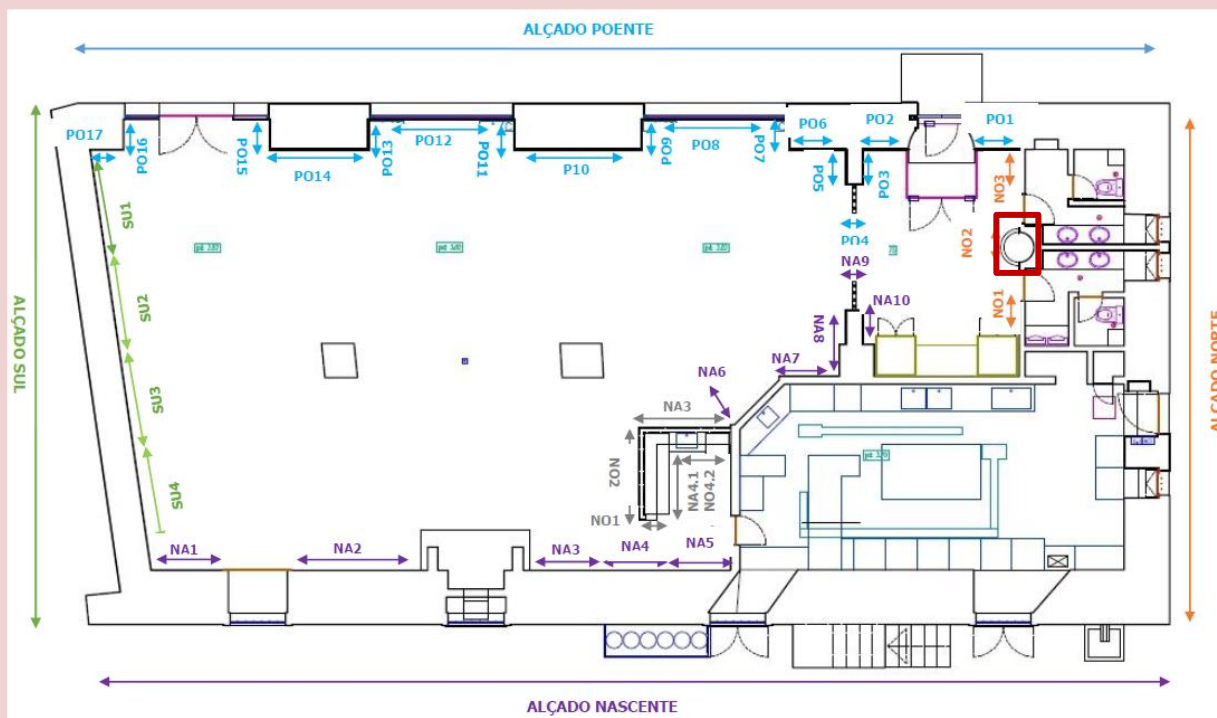 ALÇADO POENTE
PO17
PO16
PO15
PO14
PO13
PO12
PO11
P10
PO9
PO8
PO7
PO6
PO5
PO2
PO3
PO1
NO3
SU1
SU2
SU3
SU4
PO4
NO2
NA9
NA10
NO1
NA8
NA7
NA6
NA3
NO2
NA4.1
NO4.2
NO1
NA1
NA2
NA3
NA4
NA5
ALÇADO SUL
ALÇADO NORTE
ALÇADO NASCENTE